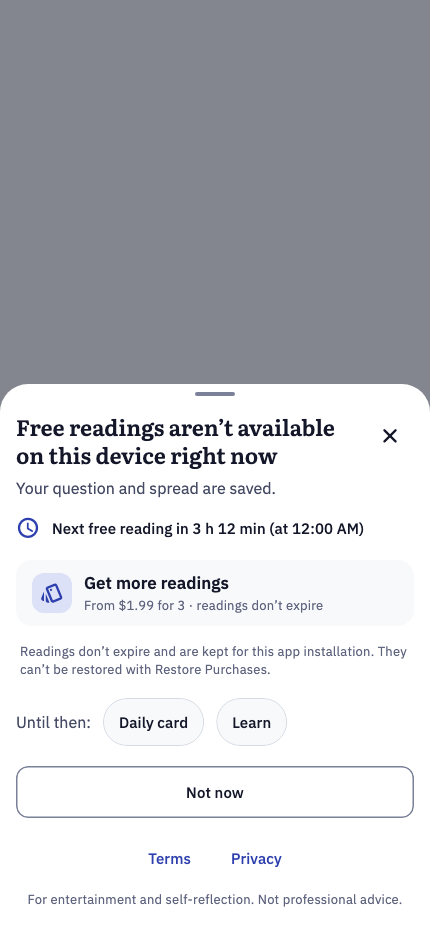 Free readings aren’t available
on this device right now
Your question and spread are saved.
Next free reading in 3 h 12 min (at 12:00 AM)
Get more readings
From $1.99 for 3 · readings don’t expire
Readings don’t expire and are kept for this app installation. They
can’t be restored with Restore Purchases.
Until then: Daily card Learn
Not now
Terms Privacy
For entertainment and self-reflection. Not professional advice.